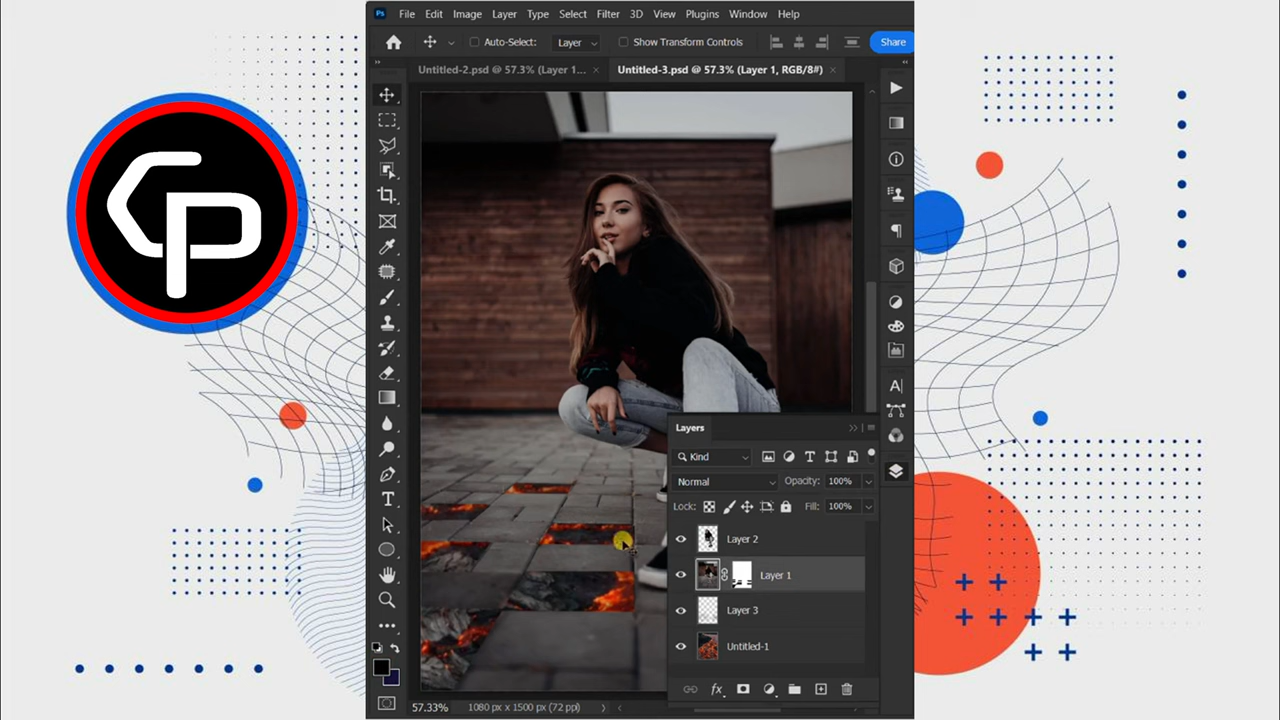 CP
Ps File Edit Image Layer Type Select Filter 3D View Plugins Window Help
Auto-Select: Layer Show Transform Controls Share
Untitled-2.psd @ 57.3% (Layer 1... × Untitled-3.psd @ 57.3% (Layer 1, RGB/8#) ×
Layers
Kind
Normal Opacity: 100%
Lock: Fill: 100%
Layer 2
Layer 1
Layer 3
Untitled-1
fx
57.33% 1080 px x 1500 px (72 ppi)